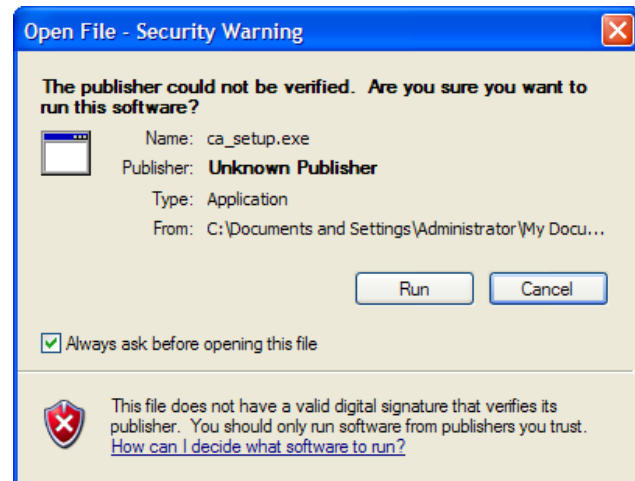 Open File - Security Warning
The publisher could not be verified.  Are you sure you want to
run this software?
Name: ca_setup.exe
Publisher: Unknown Publisher
Type: Application
From: C:\Documents and Settings\Administrator\My Docu...
Run Cancel
Always ask before opening this file
This file does not have a valid digital signature that verifies its
publisher.  You should only run software from publishers you trust.
How can I decide what software to run?